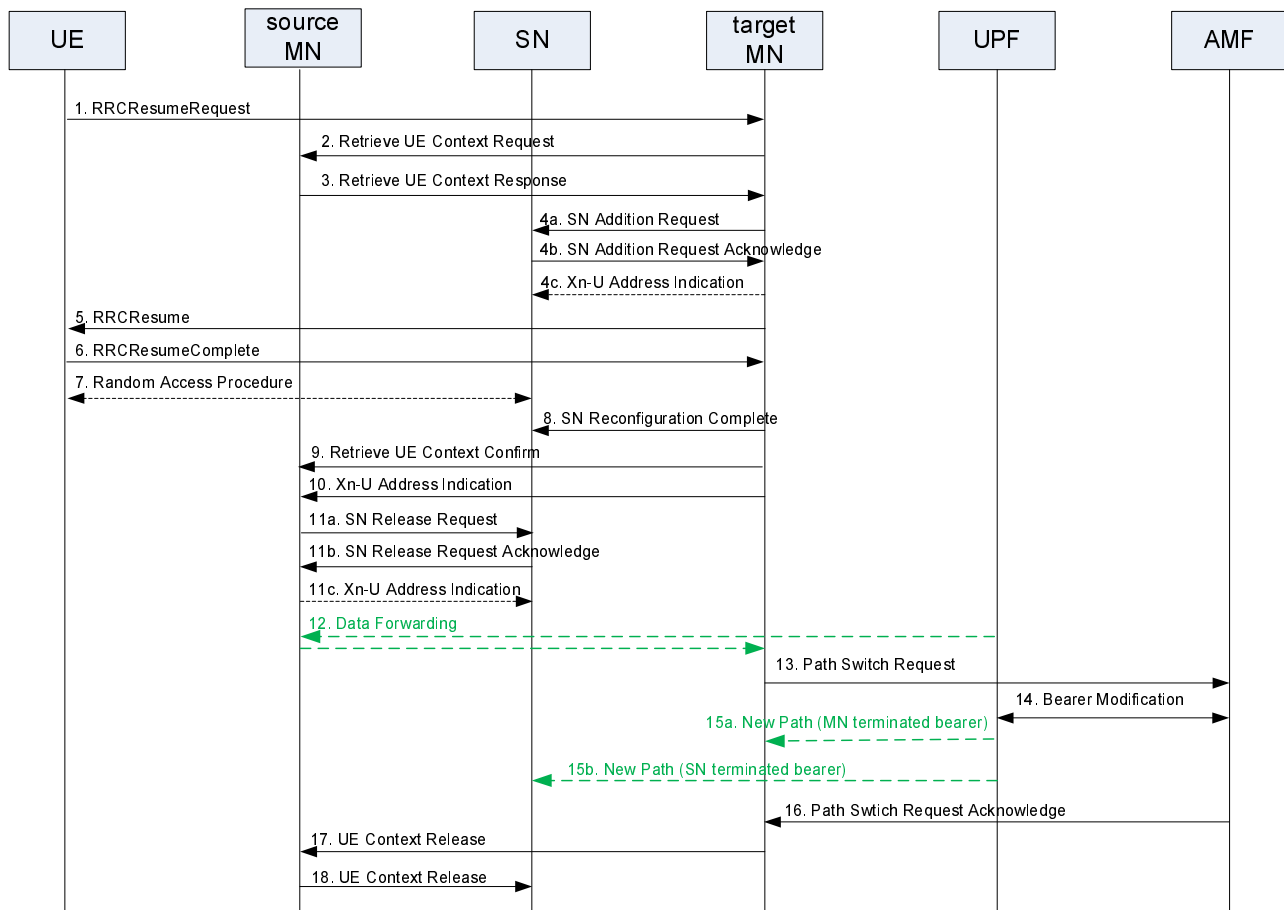 UE
source
MN
SN
target
MN
UPF
AMF
1. RRCResumeRequest
2. Retrieve UE Context Request
3. Retrieve UE Context Response
4a. SN Addition Request
4b. SN Addition Request Acknowledge
4c. Xn-U Address Indication
5. RRCResume
6. RRCResumeComplete
7. Random Access Procedure
8. SN Reconfiguration Complete
9. Retrieve UE Context Confirm
10. Xn-U Address Indication
11a. SN Release Request
11b. SN Release Request Acknowledge
11c. Xn-U Address Indication
12. Data Forwarding
13. Path Switch Request
14. Bearer Modification
15a. New Path (MN terminated bearer)
15b. New Path (SN terminated bearer)
16. Path Swtich Request Acknowledge
17. UE Context Release
18. UE Context Release